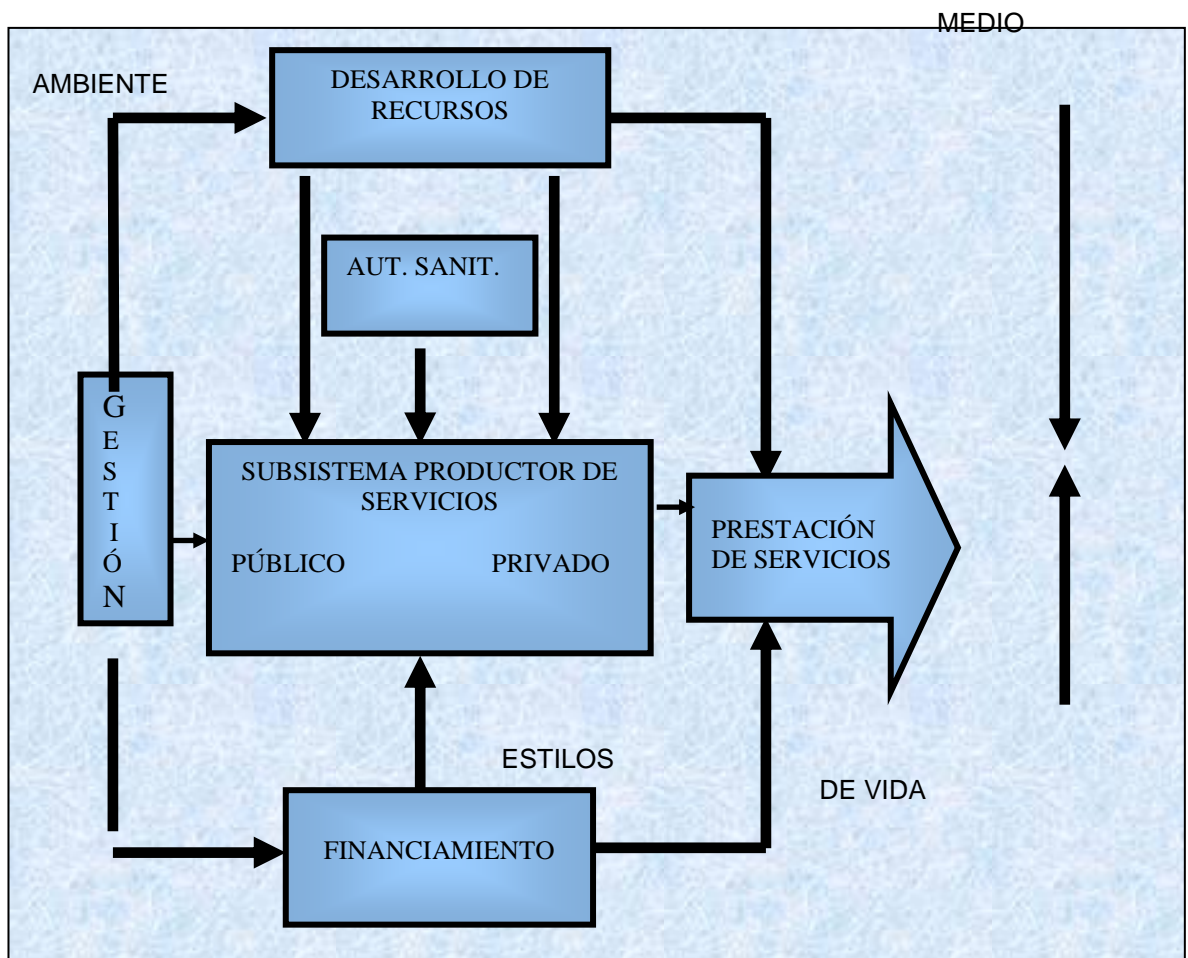 MEDIO
AMBIENTE
DESARROLLO DE
RECURSOS
AUT. SANIT.
GESTIÓN
SUBSISTEMA PRODUCTOR DE
SERVICIOS
PÚBLICO PRIVADO
PRESTACIÓN
DE SERVICIOS
ESTILOS
DE VIDA
FINANCIAMIENTO